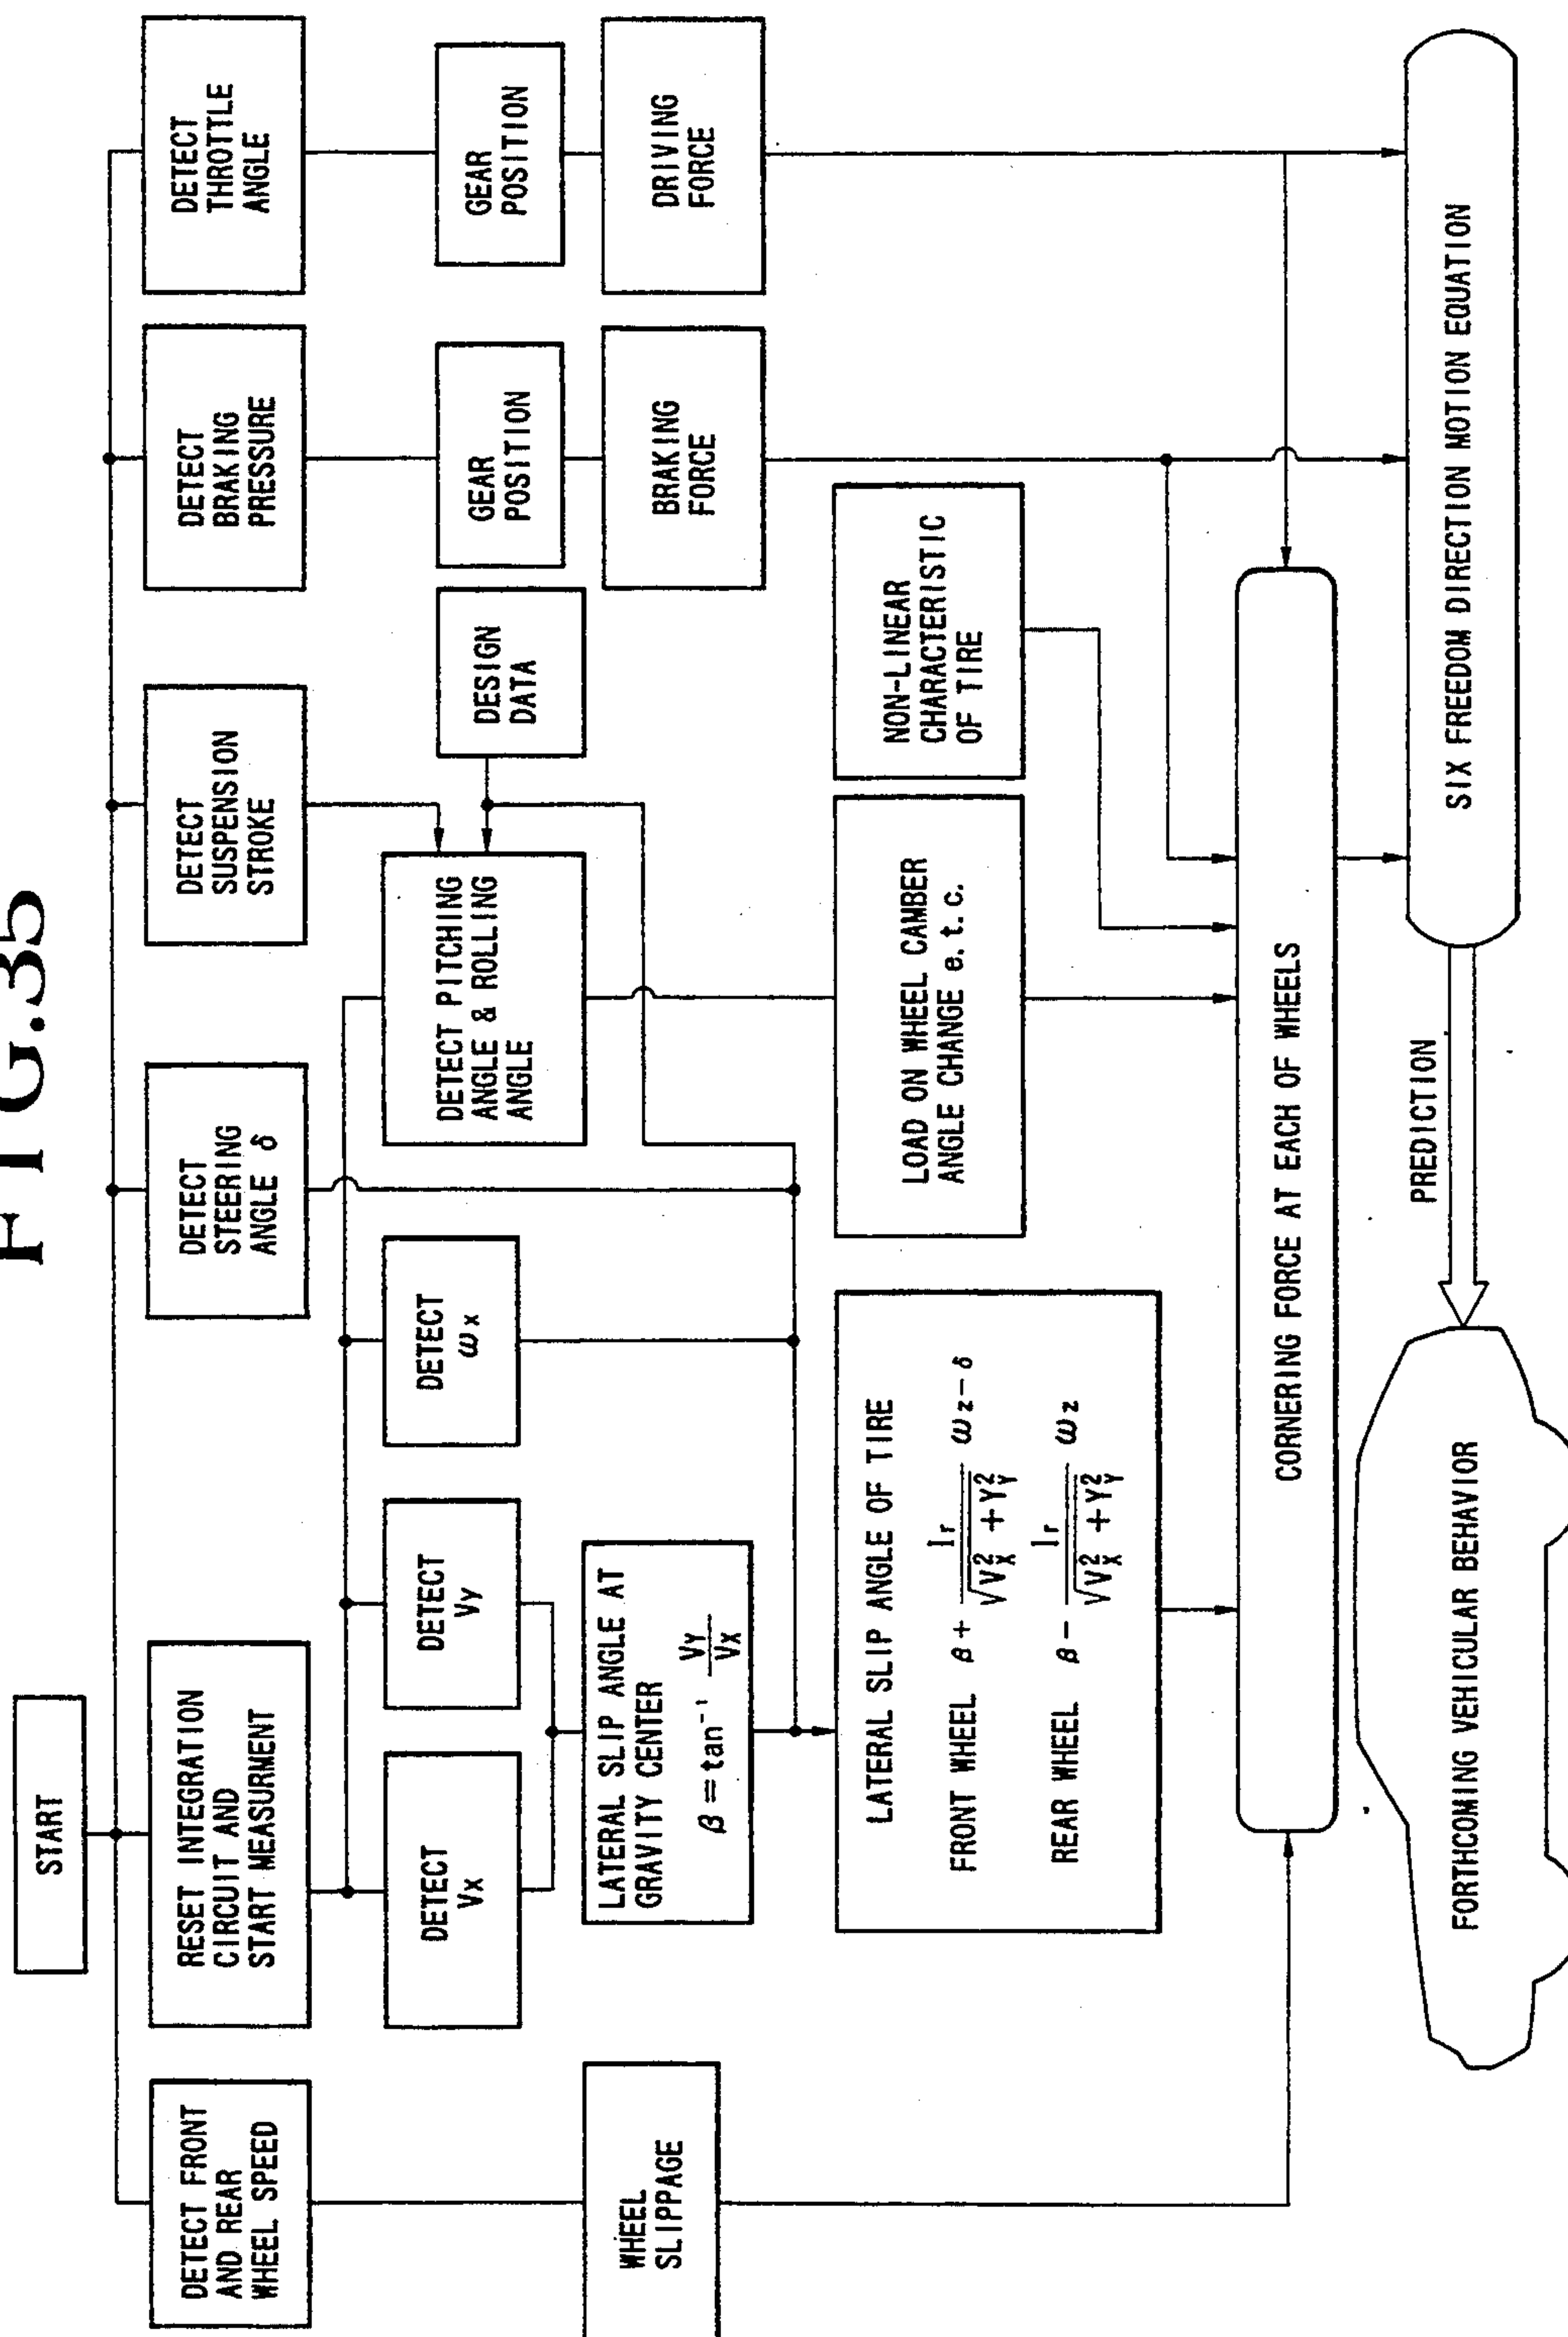 FIG.35
START
DETECT FRONT
AND REAR
WHEEL SPEED
RESET INTEGRATION
CIRCUIT AND
START MEASURMENT
DETECT
STEERING
ANGLE δ
DETECT
SUSPENSION
STROKE
DETECT
BRAKING
PRESSURE
DETECT
THROTTLE
ANGLE
DETECT
Vx
DETECT
Vy
DETECT
ωx
DETECT PITCHING
ANGLE & ROLLING
ANGLE
DESIGN
DATA
GEAR
POSITION
GEAR
POSITION
WHEEL
SLIPPAGE
LATERAL SLIP ANGLE AT
GRAVITY CENTER
β = tan⁻¹ Vy/Vx
BRAKING
FORCE
DRIVING
FORCE
LATERAL SLIP ANGLE OF TIRE
FRONT WHEEL β + lr/√Vx² + Yy² ωz-δ
REAR WHEEL β - lr/√Vx² + Yy² ωz
LOAD ON WHEEL CAMBER
ANGLE CHANGE e.t.c.
NON-LINEAR
CHARACTERISTIC
OF TIRE
CORNERING FORCE AT EACH OF WHEELS
FORTHCOMING VEHICULAR BEHAVIOR
PREDICTION
SIX FREEDOM DIRECTION MOTION EQUATION